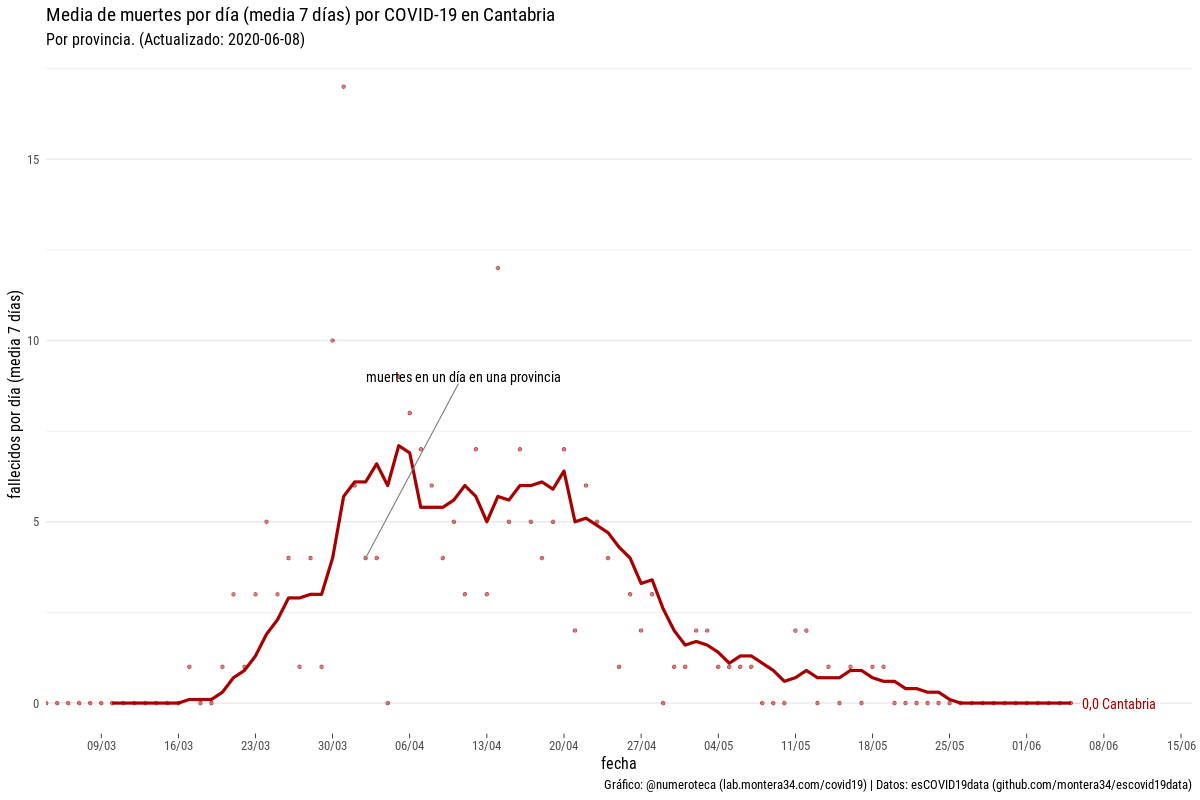 Media de muertes por día (media 7 días) por COVID-19 en Cantabria
Por provincia. (Actualizado: 2020-06-08)
fallecidos por día (media 7 días)
15
10
5
0
muertes en un día en una provincia
0,0 Cantabria
09/03 16/03 23/03 30/03 06/04 13/04 20/04 27/04 04/05 11/05 18/05 25/05 01/06 08/06 15/06
fecha
Gráfico: @numeroteca (lab.montera34.com/covid19) | Datos: esCOVID19data (github.com/montera34/escovid19data)